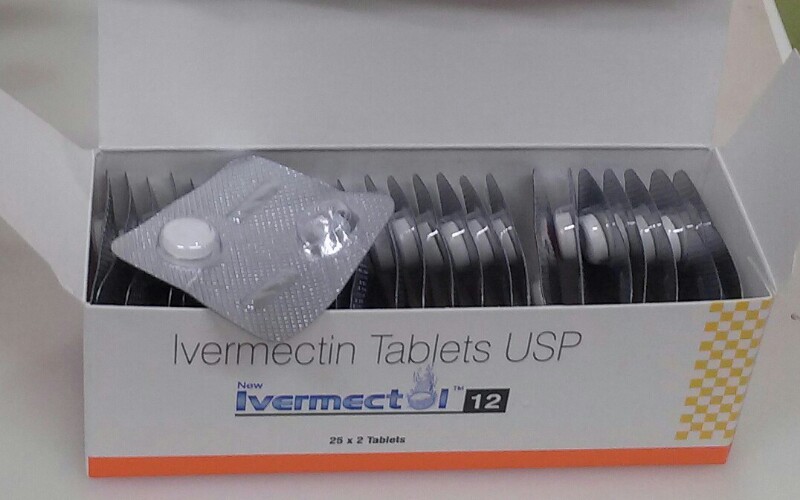 Ivermectin Tablets USP
New
Ivermectol™ 12
25 x 2 Tablets